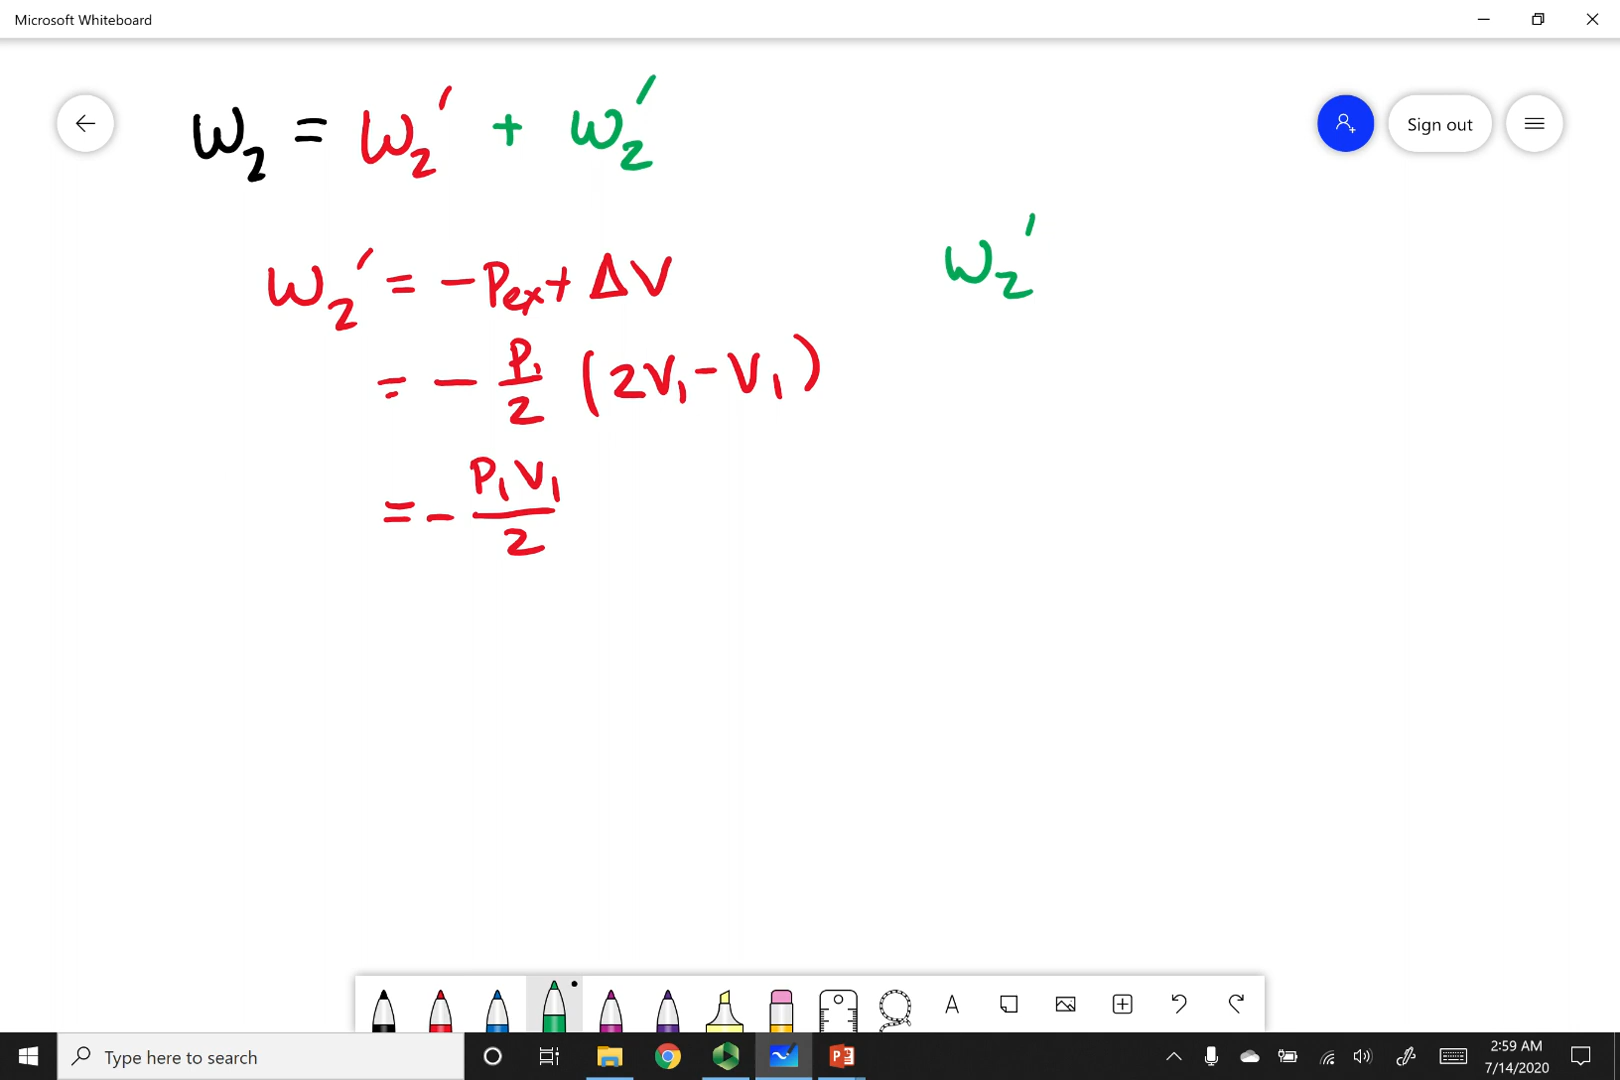 Microsoft Whiteboard
Sign out
W₂ = W₂' + W₂'
W₂' = -Pex+ ΔV
= - P₁/2 (2V₁ - V₁)
= - P₁V₁/2
W₂'
A
Type here to search
2:59 AM
7/14/2020